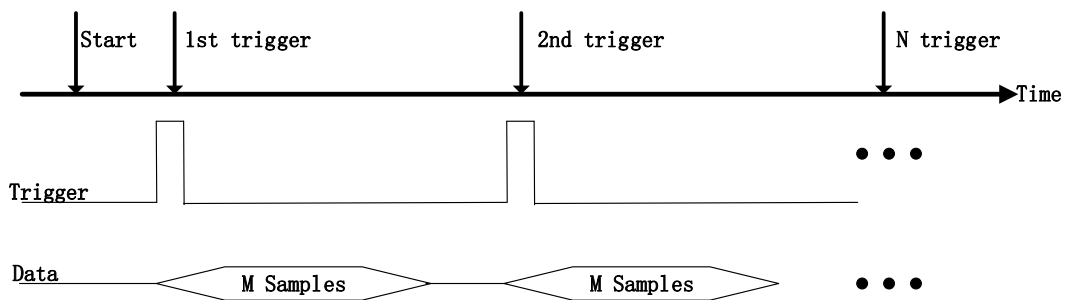 Start
1st trigger
2nd trigger
N trigger
Time
Trigger
Data
M Samples
M Samples